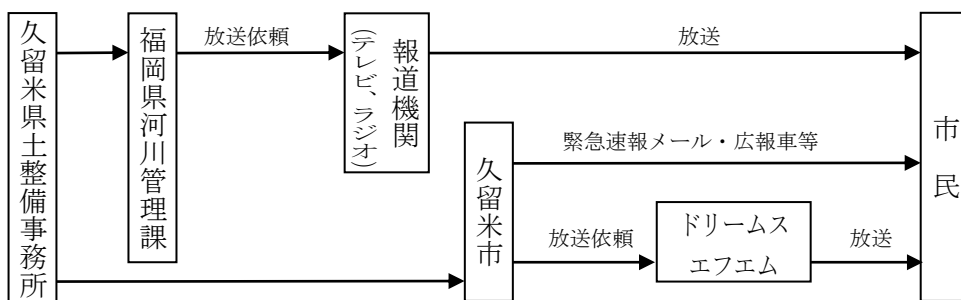 久留米県土整備事務所
福岡県河川管理課
放送依頼
報道機関
(テレビ、ラジオ)
放送
久留米市
緊急速報メール・広報車等
放送依頼
ドリームス
エフエム
放送
市民